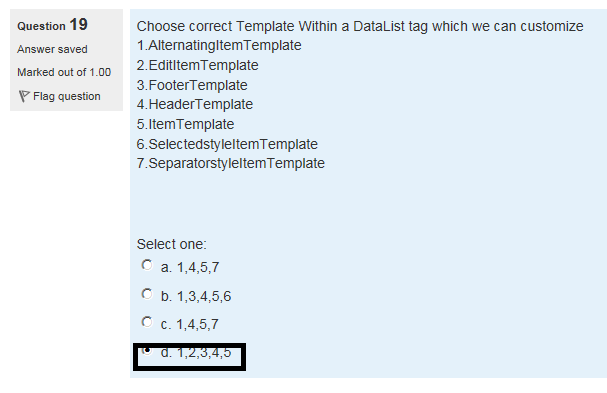 Question 19
Answer saved
Marked out of 1.00
Flag question
Choose correct Template Within a DataList tag which we can customize
1.AlternatingItemTemplate
2.EditItemTemplate
3.FooterTemplate
4.HeaderTemplate
5.ItemTemplate
6.SelectedstyleItemTemplate
7.SeparatorstyleItemTemplate
Select one:
a. 1,4,5,7
b. 1,3,4,5,6
c. 1,4,5,7
d. 1,2,3,4,5